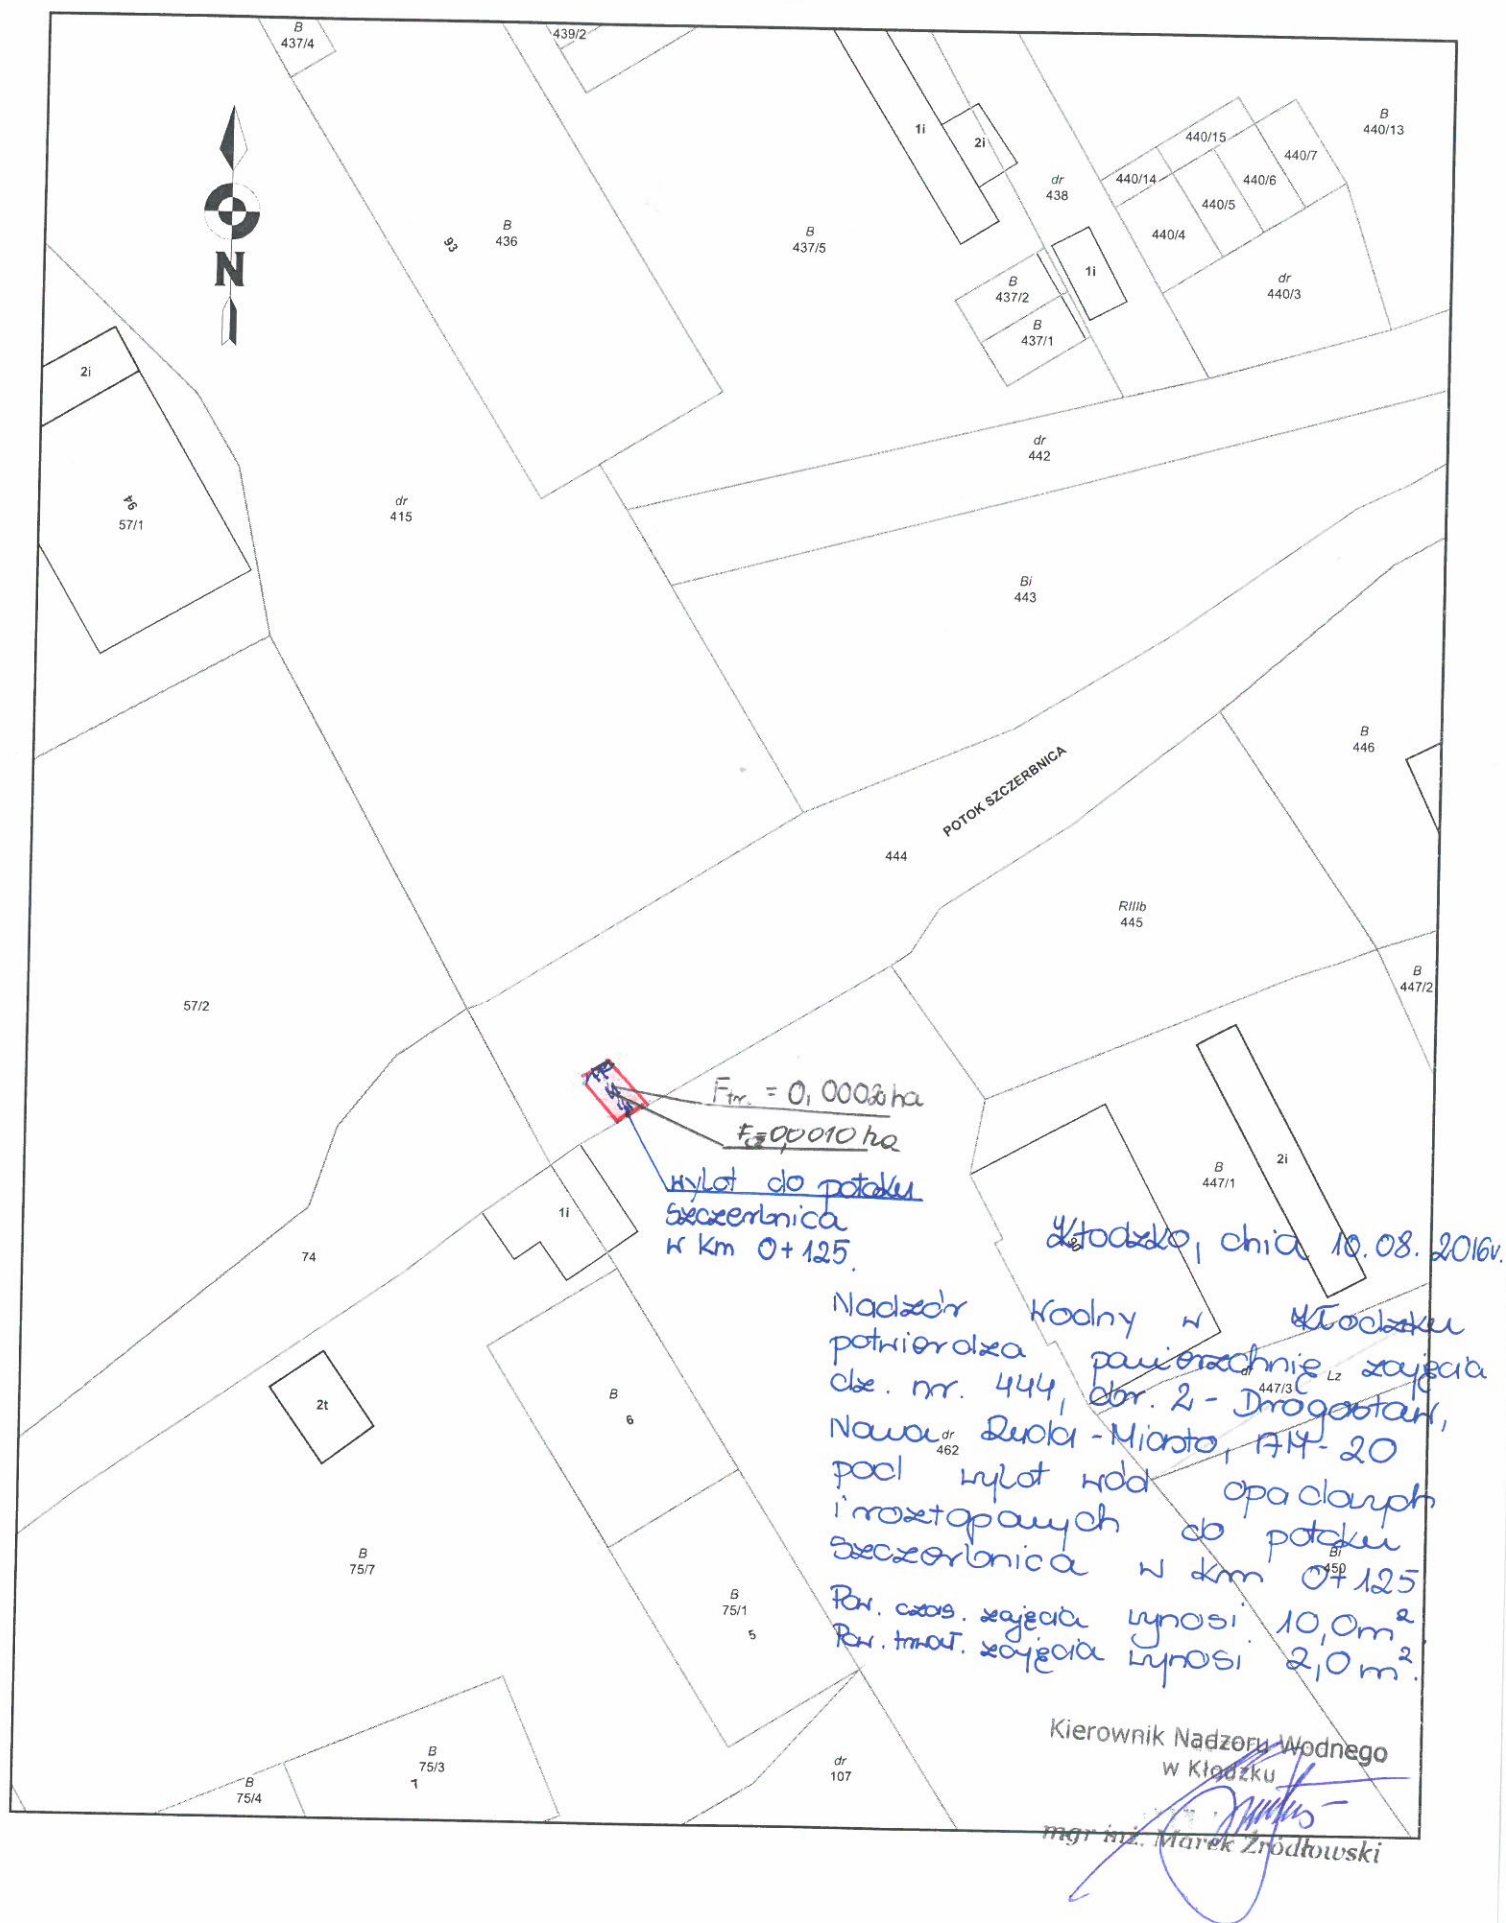 B
437/4
439/2
B
440/13
1i
2i
440/15
440/7
440/14
440/6
dr
438
440/5
440/4
93
B
436
B
437/5
N
1i
dr
440/3
B
437/2
B
437/1
2i
dr
442
94
57/1
dr
415
Bi
443
B
446
POTOK SZCZERBNICA
444
RIIIb
445
B
447/2
57/2
Ftr. = 0,0002 ha
Fcz=0,0010 ha
B
447/1
2i
wylot do potoku
Szczerbnica
w km 0+125.
1i
74
Kłodzko, dnia 10.08.2016r.
Nadzór Wodny w Kłodzku
potwierdza powierzchnię zajęcia
dz. nr. 444, obr. 2 - Drogosław,
Nowa Ruda - Miasto, AM-20
pod wylot wód opadowych
i roztopowych do potoku
Szczerbnica w km 0+125
Pow. czas. zajęcia wynosi 10,0m²
Pow. trwał. zajęcia wynosi 2,0m².
dr
447/3
Lz
dr
462
Bi
450
2t
B
6
B
75/7
B
75/1
5
B
75/3
7
B
75/4
dr
107
Kierownik Nadzoru Wodnego
w Kłodzku
mgr inż. Marek Źródłowski